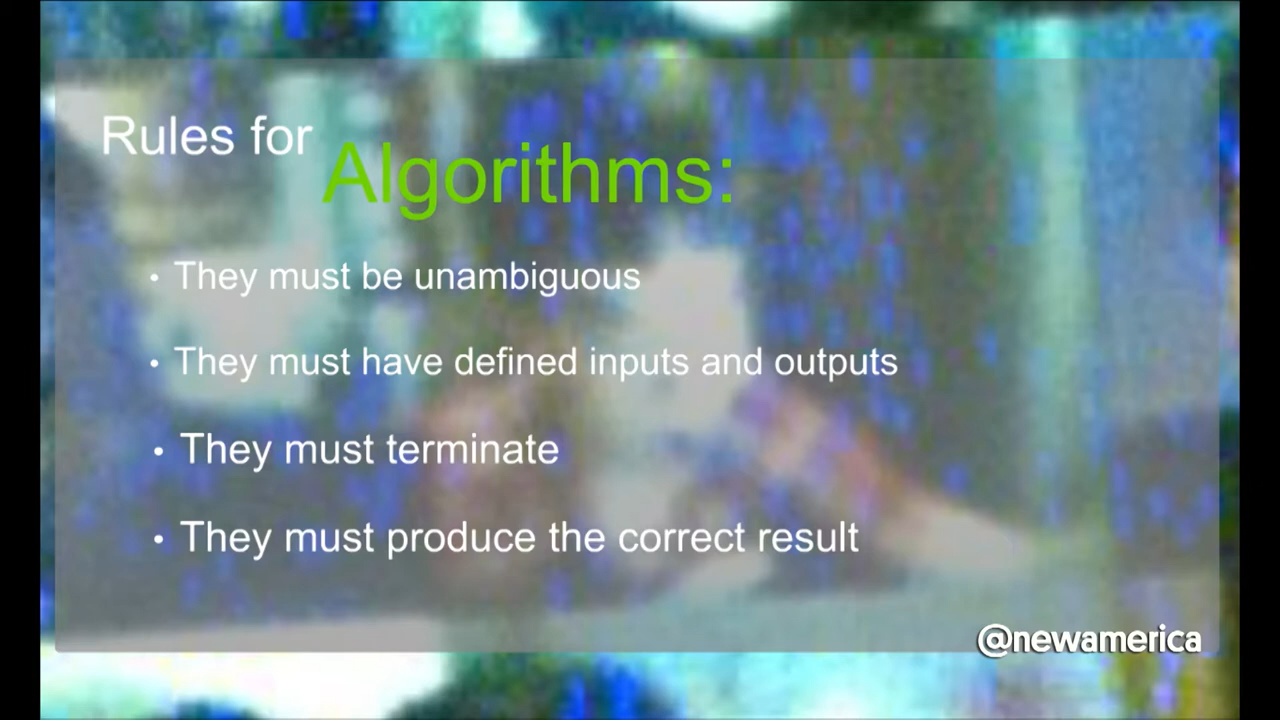 Rules for Algorithms:
• They must be unambiguous
• They must have defined inputs and outputs
• They must terminate
• They must produce the correct result
@newamerica